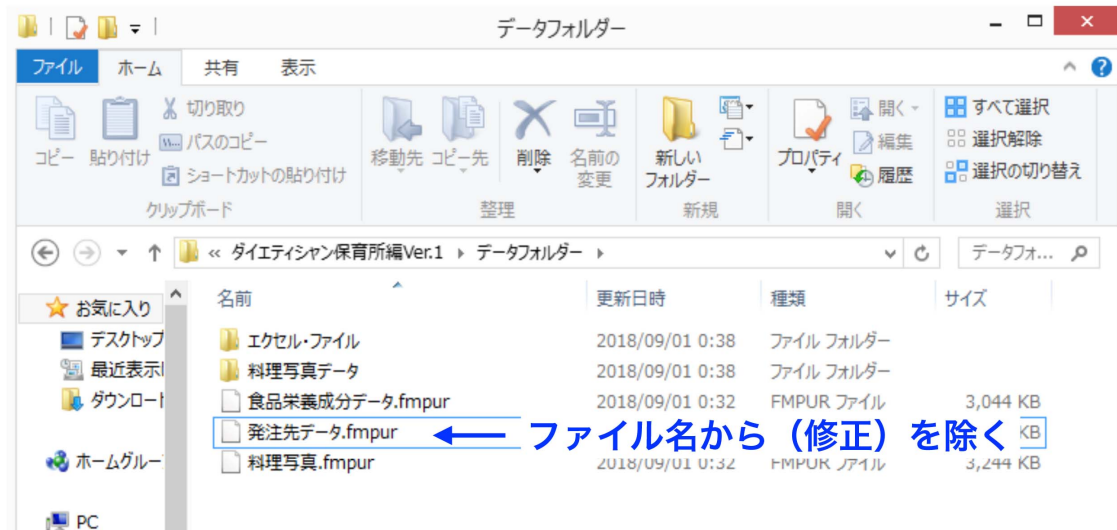 データフォルダー
ファイル ホーム 共有 表示
コピー
貼り付け
切り取り
パスのコピー
ショートカットの貼り付け
クリップボード
移動先
コピー先
削除
名前の
変更
整理
新しい
フォルダー
新規
プロパティ
開く
編集
履歴
開く
すべて選択
選択解除
選択の切り替え
選択
« ダイエティシャン保育所編Ver.1 データフォルダー
データフォ...
お気に入り
デスクトップ
最近表示
ダウンロー
ホームグルー
PC
名前 更新日時 種類 サイズ
エクセル・ファイル 2018/09/01 0:38 ファイル フォルダー
料理写真データ 2018/09/01 0:38 ファイル フォルダー
食品栄養成分データ.fmpur 2018/09/01 0:32 FMPUR ファイル 3,044 KB
発注先データ.fmpur ファイル名から（修正）を除く KB
料理写真.fmpur 2018/09/01 0:32 FMPUR ファイル 3,244 KB